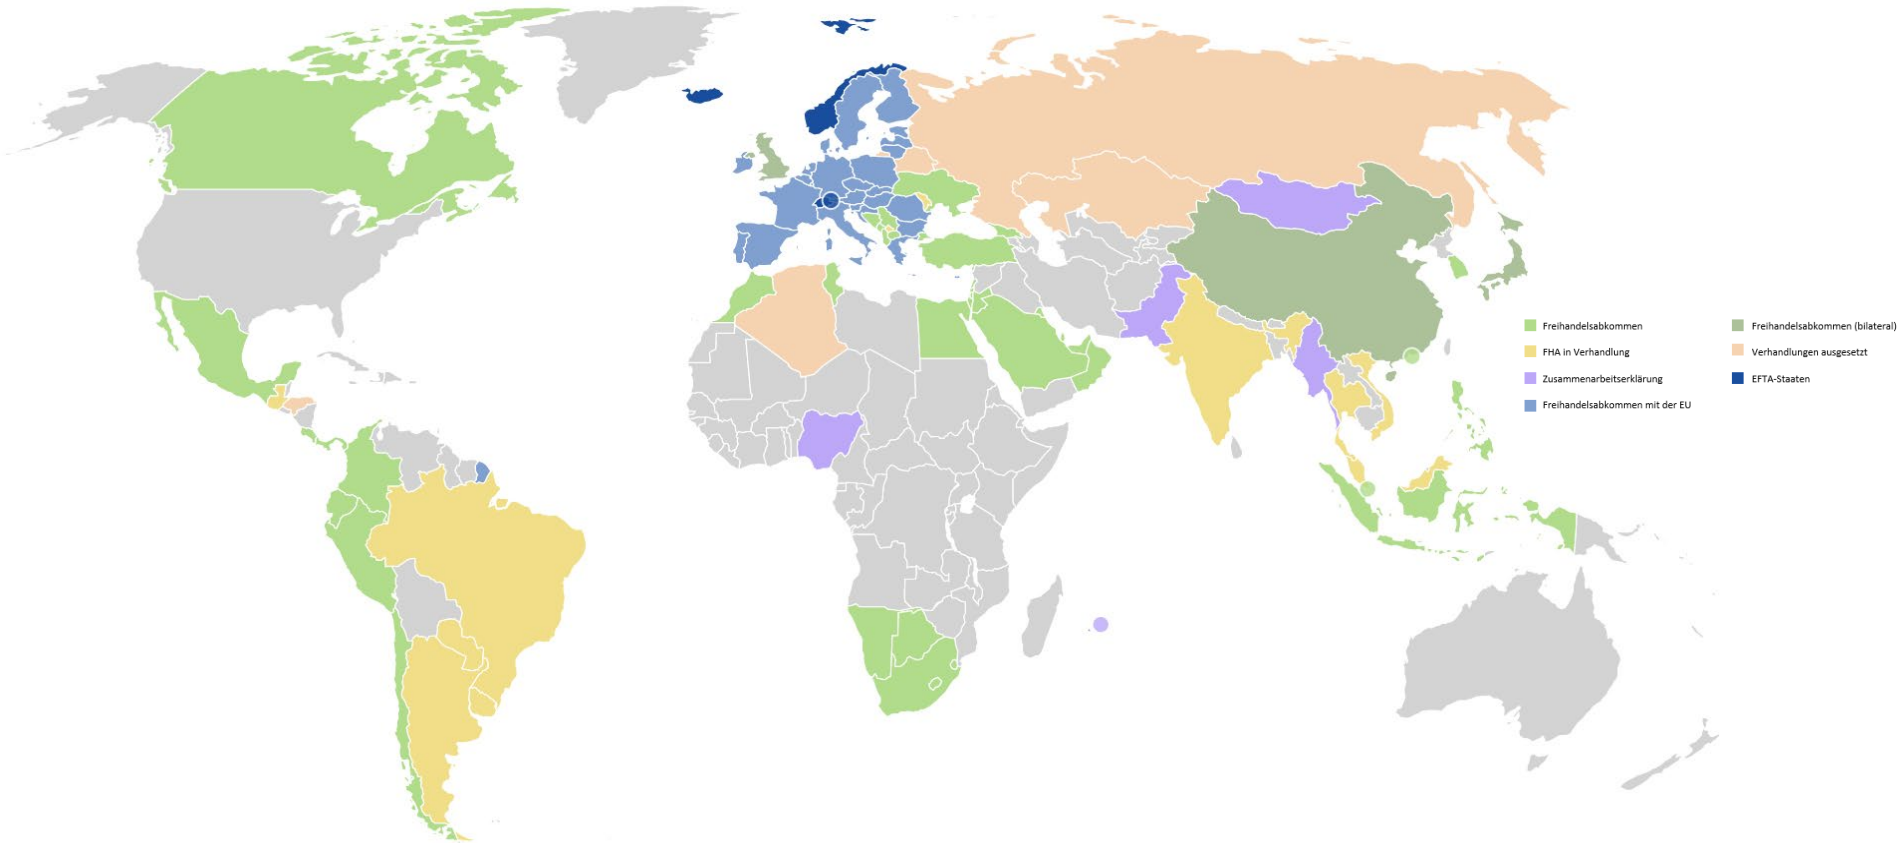 Freihandelsabkommen
FHA in Verhandlung
Zusammenarbeitserklärung
Freihandelsabkommen mit der EU
Freihandelsabkommen (bilateral)
Verhandlungen ausgesetzt
EFTA-Staaten